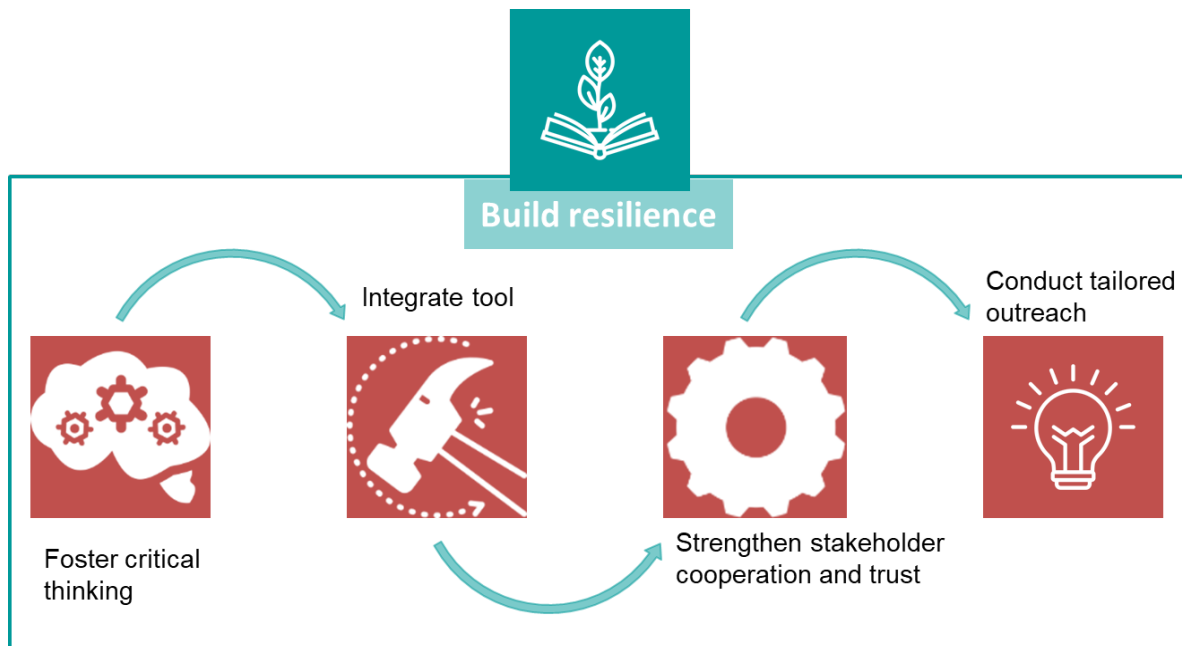 Build resilience
Integrate tool
Conduct tailored
outreach
Foster critical
thinking
Strengthen stakeholder
cooperation and trust